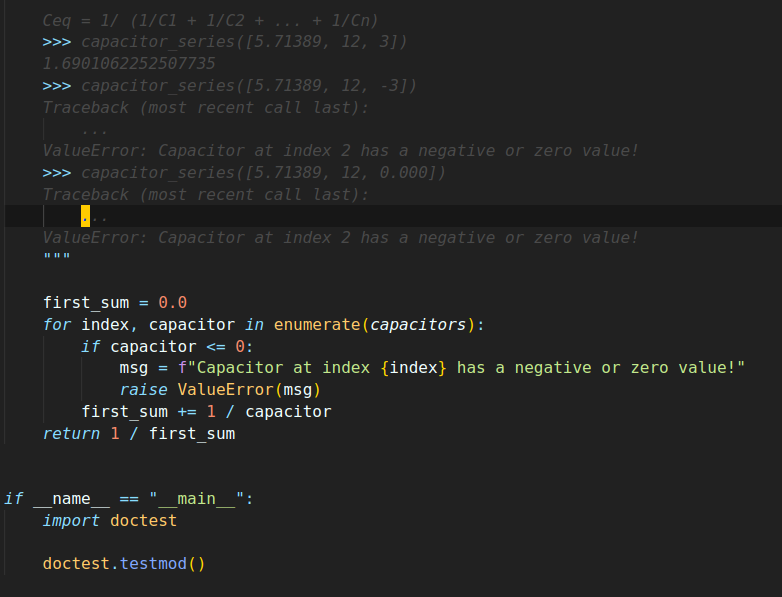 Ceq = 1/ (1/C1 + 1/C2 + ... + 1/Cn)
>>> capacitor_series([5.71389, 12, 3])
1.6901062252507735
>>> capacitor_series([5.71389, 12, -3])
Traceback (most recent call last):
...
ValueError: Capacitor at index 2 has a negative or zero value!
>>> capacitor_series([5.71389, 12, 0.000])
Traceback (most recent call last):
...
ValueError: Capacitor at index 2 has a negative or zero value!
"""
first_sum = 0.0
for index, capacitor in enumerate(capacitors):
if capacitor <= 0:
msg = f"Capacitor at index {index} has a negative or zero value!"
raise ValueError(msg)
first_sum += 1 / capacitor
return 1 / first_sum
if __name__ == "__main__":
import doctest
doctest.testmod()